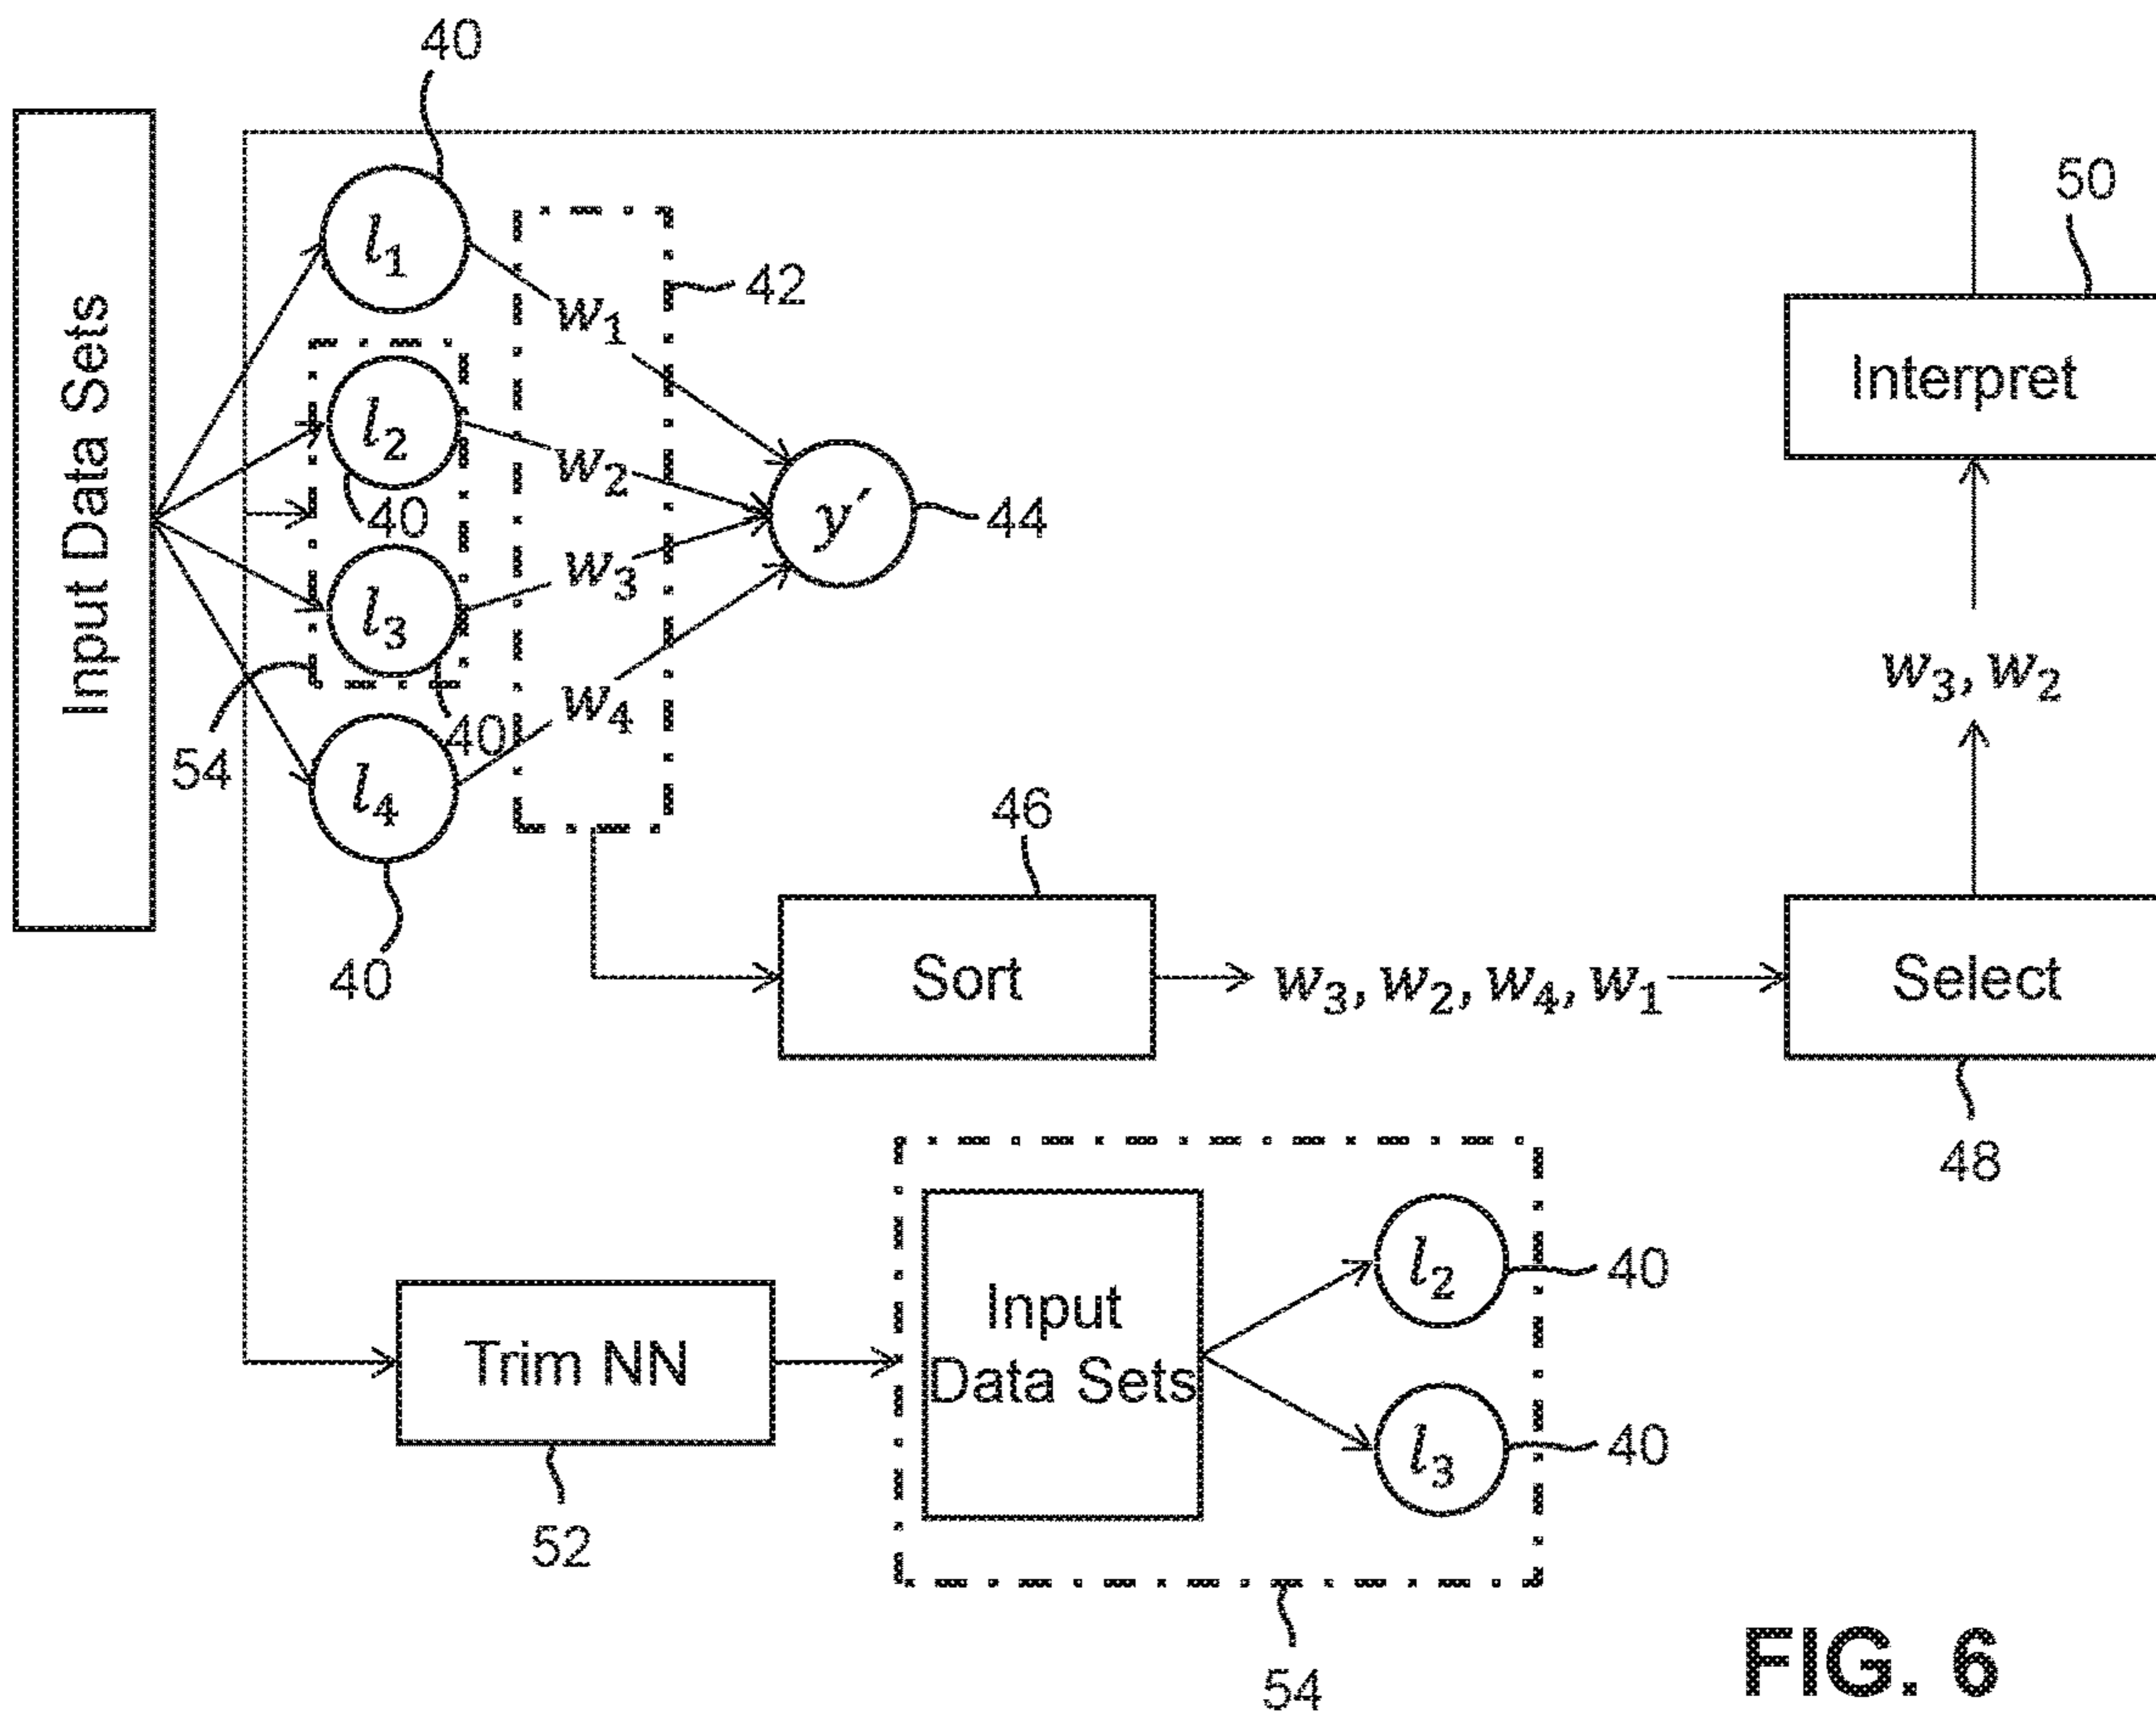 40
Input Data Sets
l₁
50
42
w₁
Interpret
l₂
w₂
40
y′
44
w₃
l₃
w₃, w₂
w₄
40
54
l₄
46
40
Sort
w₃, w₂, w₄, w₁
Select
48
Input
Data Sets
l₂
40
Trim NN
l₃
40
52
54
FIG. 6